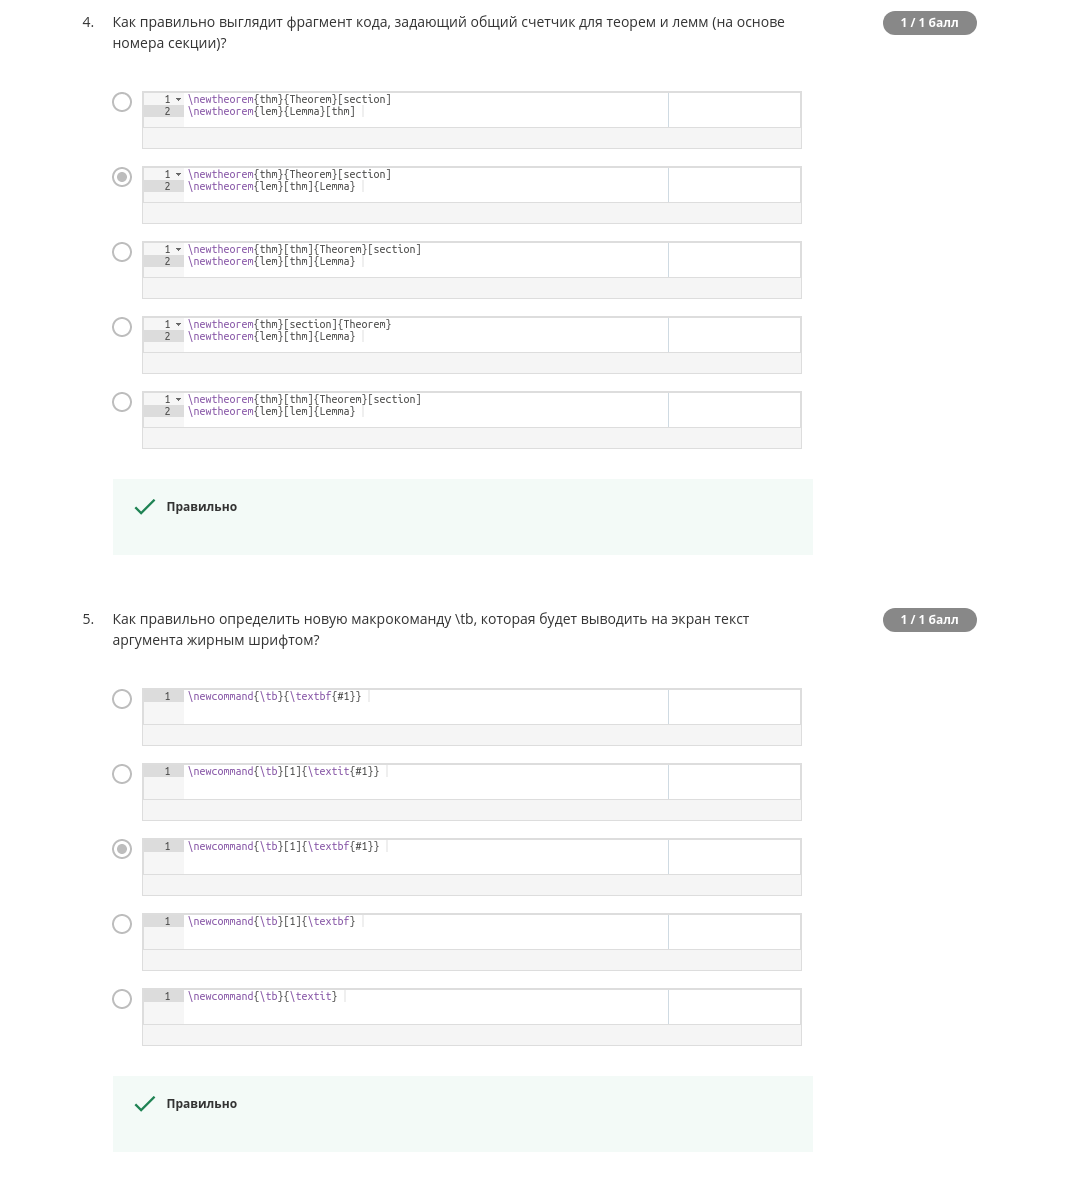 4. Как правильно выглядит фрагмент кода, задающий общий счетчик для теорем и лемм (на основе
номера секции)?
1 / 1 балл
1 \newtheorem{thm}{Theorem}[section]
2 \newtheorem{lem}{Lemma}[thm]
1 \newtheorem{thm}{Theorem}[section]
2 \newtheorem{lem}[thm]{Lemma}
1 \newtheorem{thm}[thm]{Theorem}[section]
2 \newtheorem{lem}[thm]{Lemma}
1 \newtheorem{thm}[section]{Theorem}
2 \newtheorem{lem}[thm]{Lemma}
1 \newtheorem{thm}[thm]{Theorem}[section]
2 \newtheorem{lem}[lem]{Lemma}
Правильно
5. Как правильно определить новую макрокоманду \tb, которая будет выводить на экран текст
аргумента жирным шрифтом?
1 / 1 балл
1 \newcommand{\tb}{\textbf{#1}}
1 \newcommand{\tb}[1]{\textit{#1}}
1 \newcommand{\tb}[1]{\textbf{#1}}
1 \newcommand{\tb}[1]{\textbf}
1 \newcommand{\tb}{\textit}
Правильно